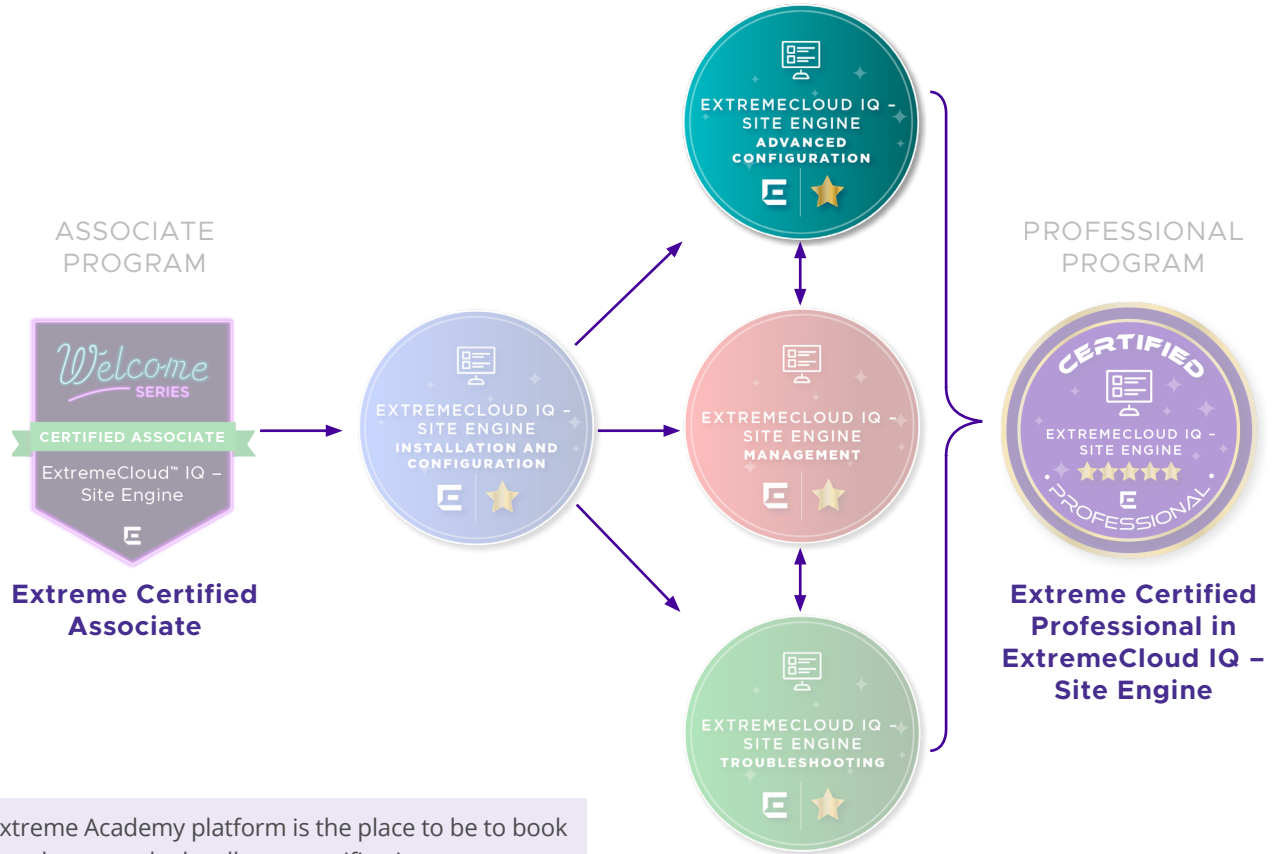 ASSOCIATE
PROGRAM
Welcome
SERIES
CERTIFIED ASSOCIATE
ExtremeCloud™ IQ –
Site Engine
Extreme Certified
Associate
EXTREMECLOUD IQ –
SITE ENGINE
INSTALLATION AND
CONFIGURATION
EXTREMECLOUD IQ –
SITE ENGINE
ADVANCED
CONFIGURATION
EXTREMECLOUD IQ –
SITE ENGINE
MANAGEMENT
EXTREMECLOUD IQ –
SITE ENGINE
TROUBLESHOOTING
PROFESSIONAL
PROGRAM
CERTIFIED
EXTREMECLOUD IQ –
SITE ENGINE
PROFESSIONAL
Extreme Certified
Professional in
ExtremeCloud IQ –
Site Engine
xtreme Academy platform is the place to be to book